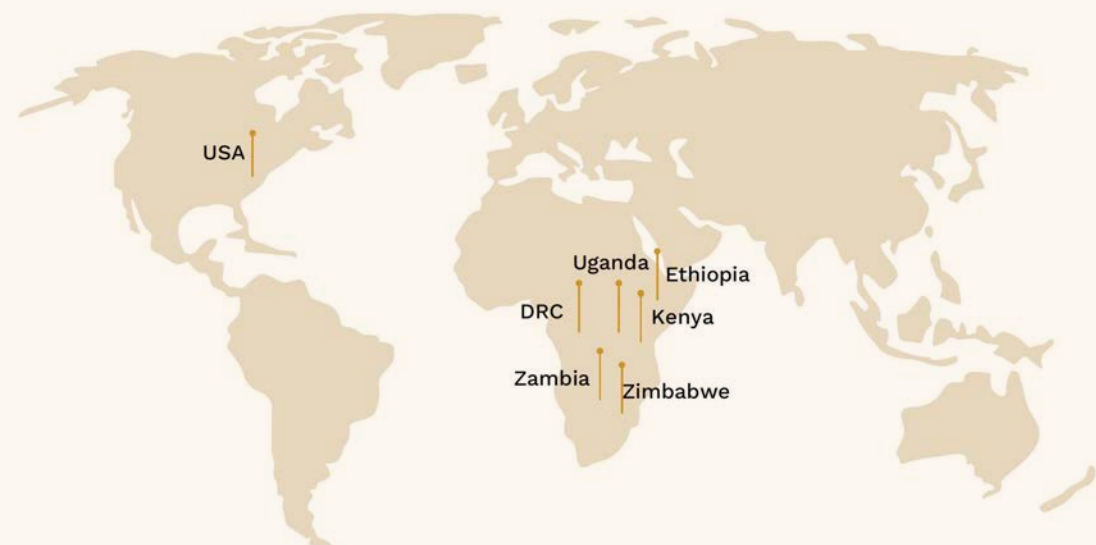 USA
Uganda
Ethiopia
DRC
Kenya
Zambia
Zimbabwe